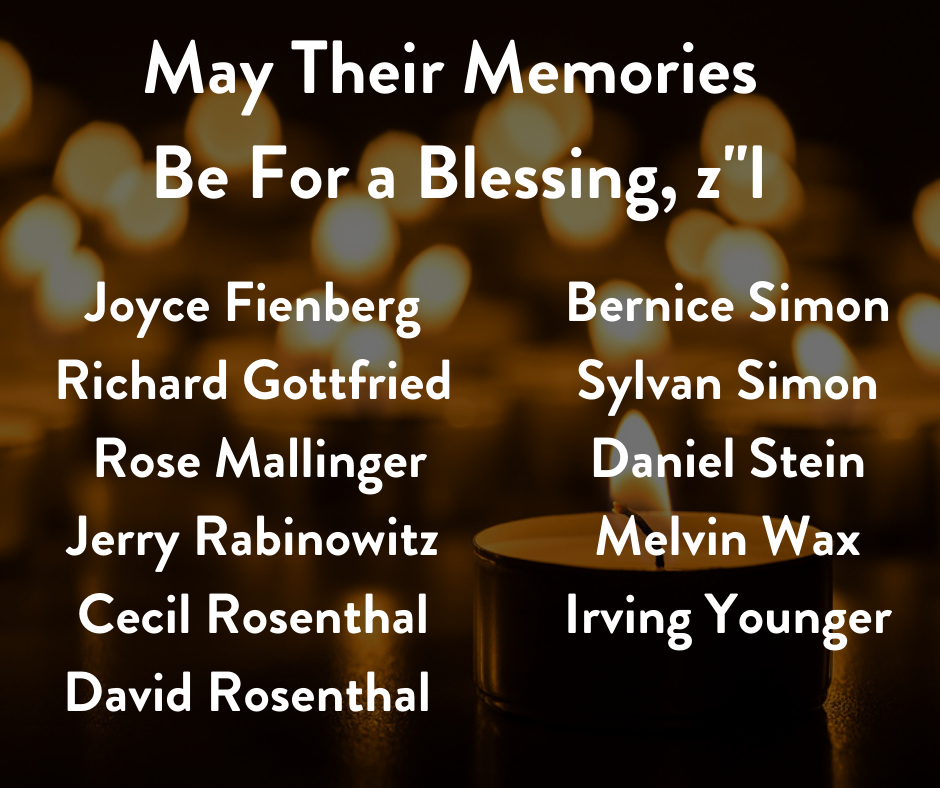 May Their Memories
Be For a Blessing, z"l
Joyce Fienberg
Richard Gottfried
Rose Mallinger
Jerry Rabinowitz
Cecil Rosenthal
David Rosenthal
Bernice Simon
Sylvan Simon
Daniel Stein
Melvin Wax
Irving Younger